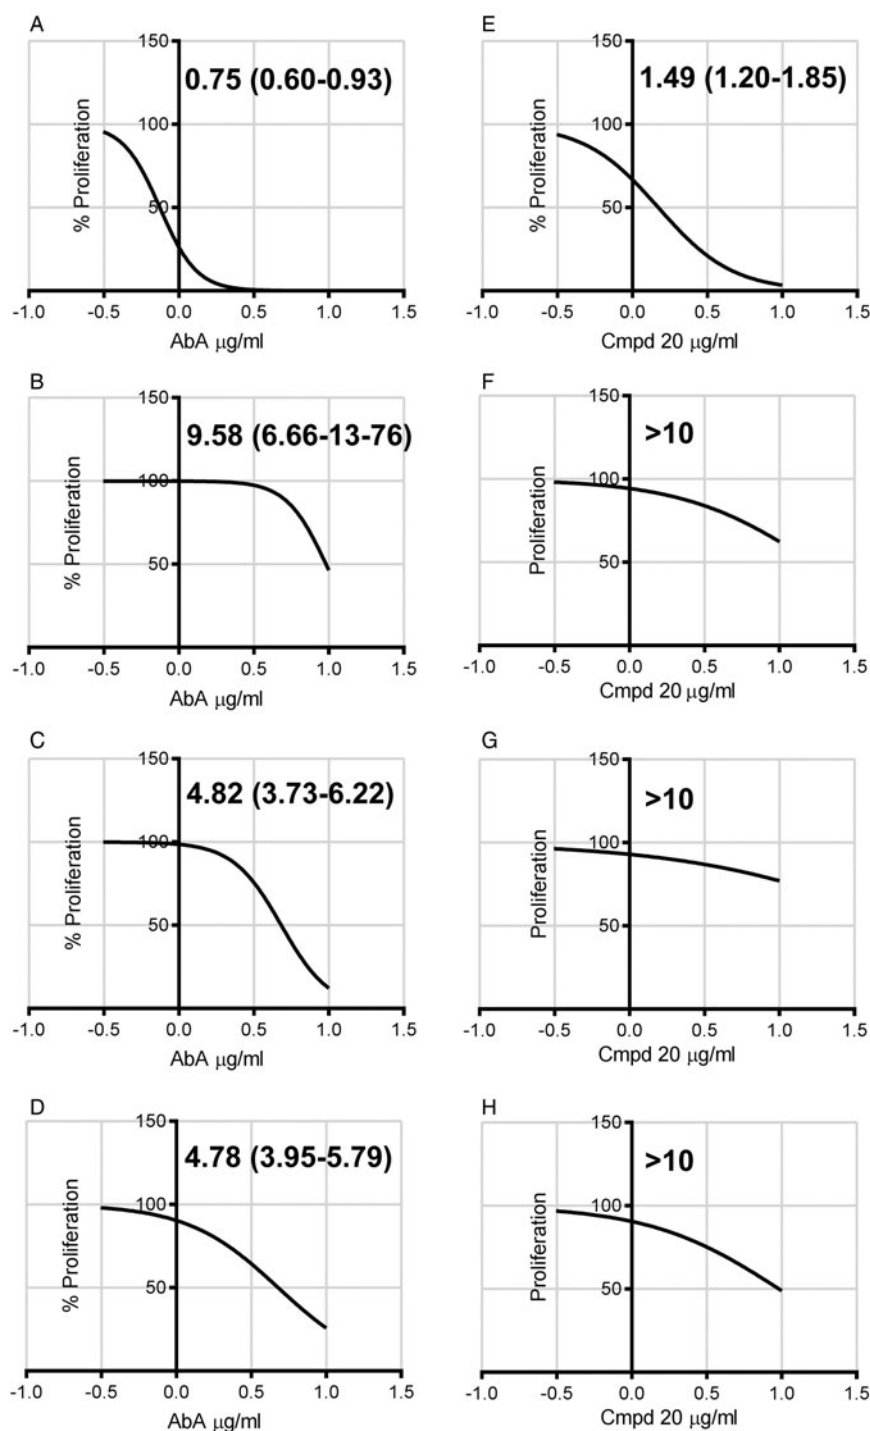 A
150
0.75 (0.60-0.93)
100
50
% Proliferation
-1.0 -0.5 0.0 0.5 1.0 1.5
AbA μg/ml
E
150
1.49 (1.20-1.85)
100
50
% Proliferation
-1.0 -0.5 0.0 0.5 1.0 1.5
Cmpd 20 μg/ml
B
150
9.58 (6.66-13-76)
100
50
% Proliferation
-1.0 -0.5 0.0 0.5 1.0 1.5
AbA μg/ml
F
150
>10
100
50
Proliferation
-1.0 -0.5 0.0 0.5 1.0 1.5
Cmpd 20 μg/ml
C
150
4.82 (3.73-6.22)
100
50
% Proliferation
-1.0 -0.5 0.0 0.5 1.0 1.5
AbA μg/ml
G
150
>10
100
50
Proliferation
-1.0 -0.5 0.0 0.5 1.0 1.5
Cmpd 20 μg/ml
D
150
4.78 (3.95-5.79)
100
50
% Proliferation
-1.0 -0.5 0.0 0.5 1.0 1.5
AbA μg/ml
H
150
>10
100
50
Proliferation
-1.0 -0.5 0.0 0.5 1.0 1.5
Cmpd 20 μg/ml